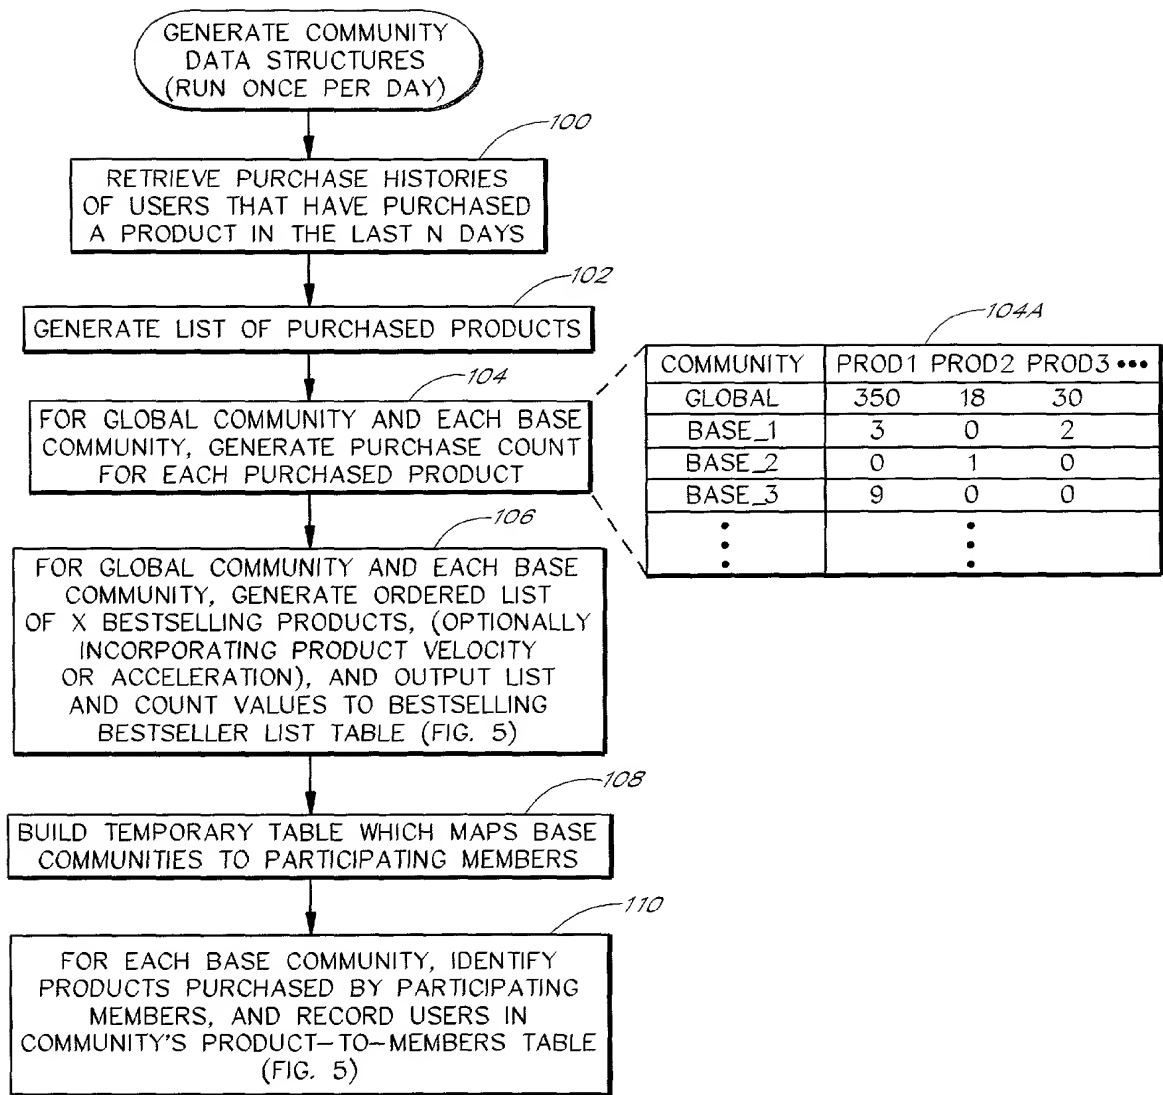 GENERATE COMMUNITY
DATA STRUCTURES
(RUN ONCE PER DAY)
100
RETRIEVE PURCHASE HISTORIES
OF USERS THAT HAVE PURCHASED
A PRODUCT IN THE LAST N DAYS
102
GENERATE LIST OF PURCHASED PRODUCTS
104
FOR GLOBAL COMMUNITY AND EACH BASE
COMMUNITY, GENERATE PURCHASE COUNT
FOR EACH PURCHASED PRODUCT
104A
COMMUNITY PROD1 PROD2 PROD3 •••
GLOBAL 350 18 30
BASE_1 3 0 2
BASE_2 0 1 0
BASE_3 9 0 0
106
FOR GLOBAL COMMUNITY AND EACH BASE
COMMUNITY, GENERATE ORDERED LIST
OF X BESTSELLING PRODUCTS, (OPTIONALLY
INCORPORATING PRODUCT VELOCITY
OR ACCELERATION), AND OUTPUT LIST
AND COUNT VALUES TO BESTSELLING
BESTSELLER LIST TABLE (FIG. 5)
108
BUILD TEMPORARY TABLE WHICH MAPS BASE
COMMUNITIES TO PARTICIPATING MEMBERS
110
FOR EACH BASE COMMUNITY, IDENTIFY
PRODUCTS PURCHASED BY PARTICIPATING
MEMBERS, AND RECORD USERS IN
COMMUNITY'S PRODUCT-TO-MEMBERS TABLE
(FIG. 5)